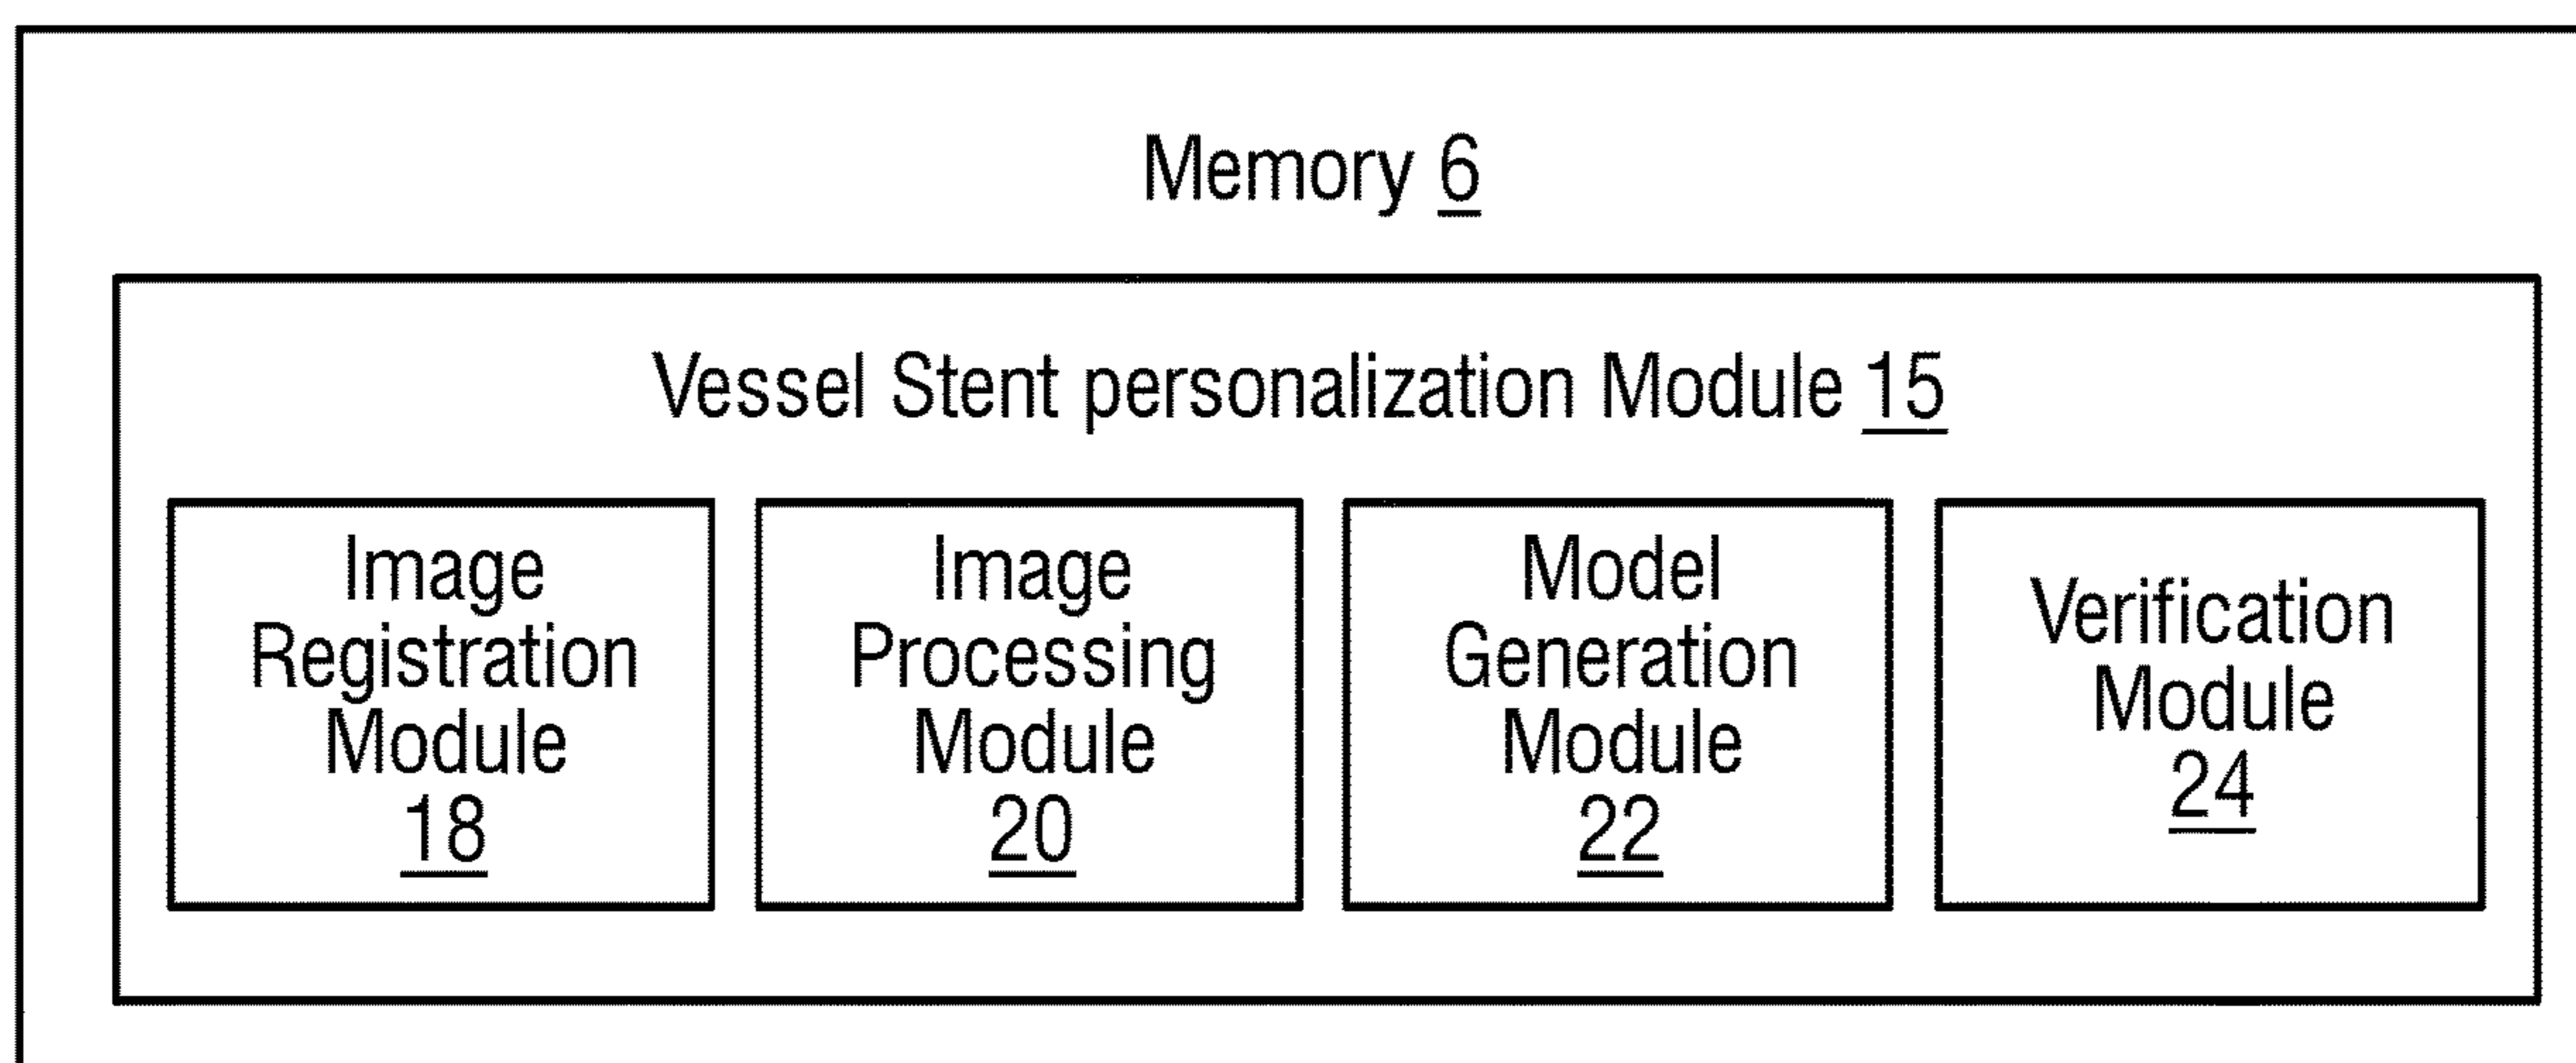 Memory 6
Vessel Stent personalization Module 15
Image
Registration
Module
18
Image
Processing
Module
20
Model
Generation
Module
22
Verification
Module
24